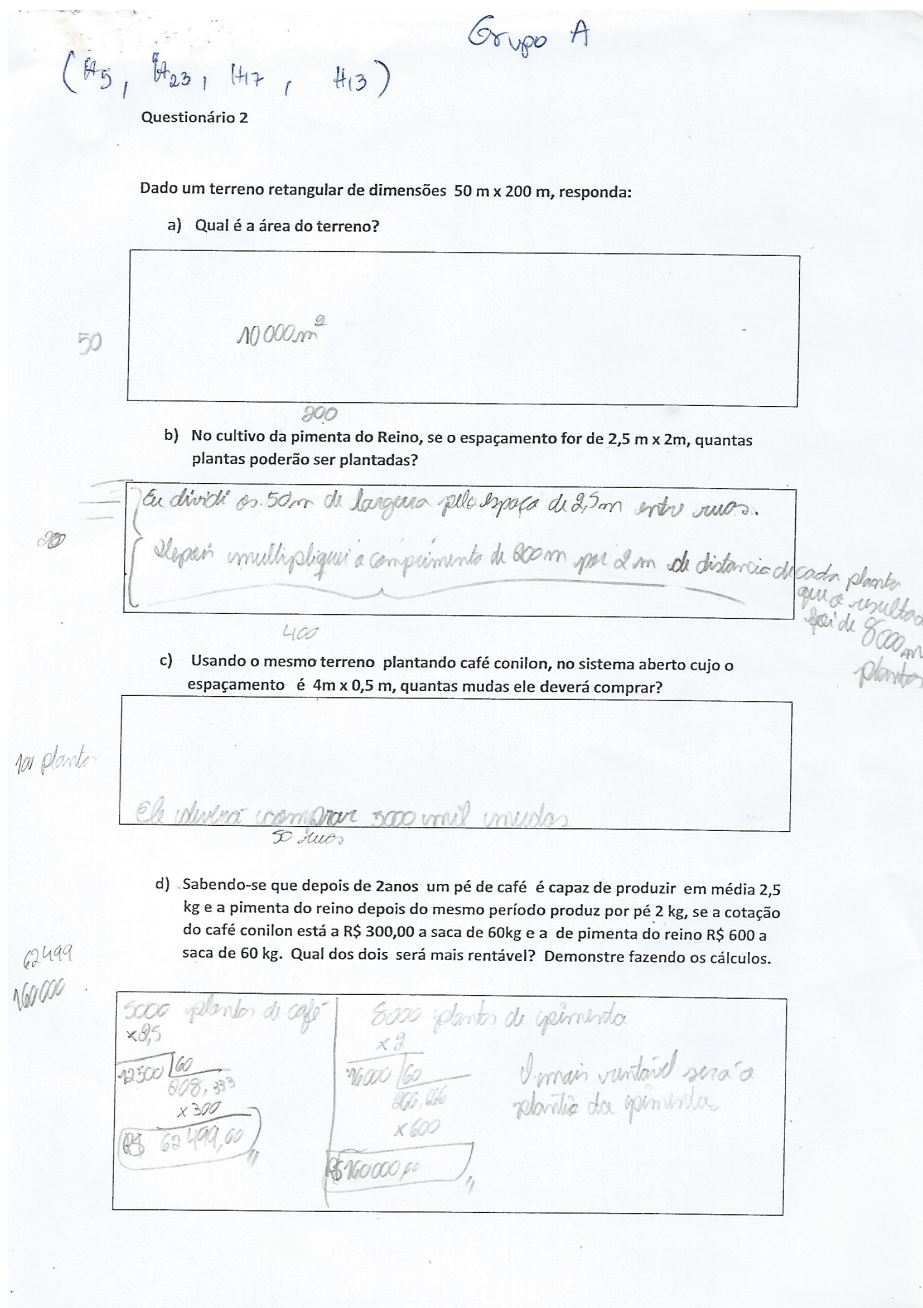 Grupo A
(H5, H23, H17, H13)
Questionário 2
Dado um terreno retangular de dimensões 50 m x 200 m, responda:
a) Qual é a área do terreno?
50
10 000 m²
200
b) No cultivo da pimenta do Reino, se o espaçamento for de 2,5 m x 2m, quantas
plantas poderão ser plantadas?
Eu dividi os 50m de largura pelo espaço de 2,5m entre ruas.
20
Depois multipliquei o comprimento de 200m por 2 m de distancia de cada planta
que o resultado
foi de 8000 m
plantas
400
c) Usando o mesmo terreno plantando café conilon, no sistema aberto cujo o
espaçamento é 4m x 0,5 m, quantas mudas ele deverá comprar?
100 plantas
Ele deverá comprar 5000 mil mudas
50 ruas
d) Sabendo-se que depois de 2anos um pé de café é capaz de produzir em média 2,5
kg e a pimenta do reino depois do mesmo período produz por pé 2 kg, se a cotação
do café conilon está a R$ 300,00 a saca de 60kg e a de pimenta do reino R$ 600 a
saca de 60 kg. Qual dos dois será mais rentável? Demonstre fazendo os cálculos.
62499
160000
5000 plantas de café
x2,5
12500 60
208,333
x 300
R$ 62499,00
8000 plantas de pimenta
x 2
16000 60
266,666
x 600
R$ 160000,00
O mais rentável será o
plantio da pimenta